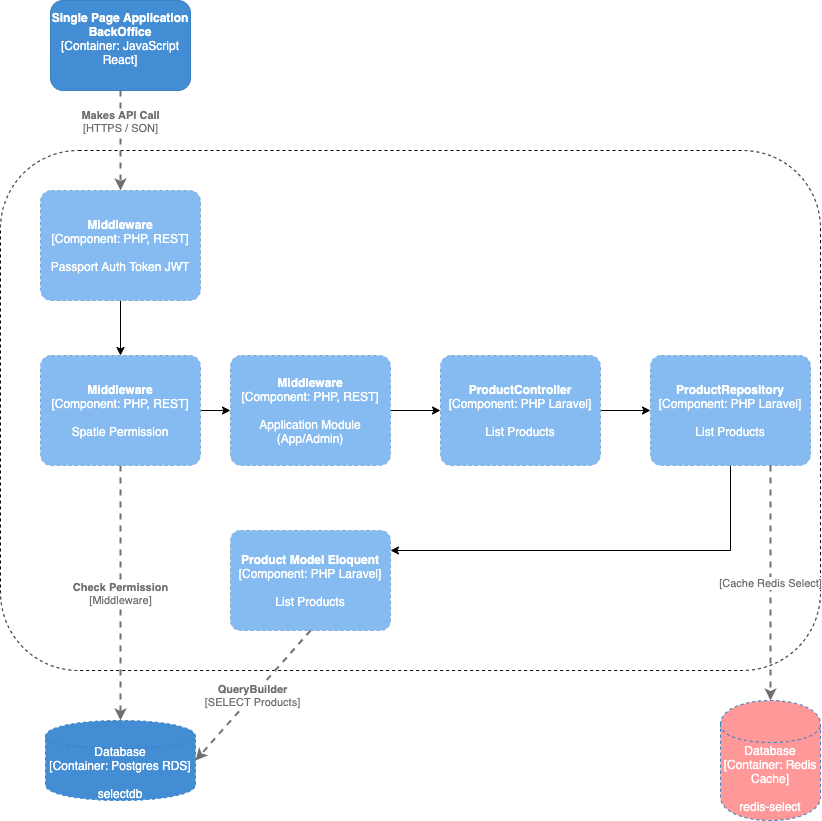 Single Page Application
BackOffice
[Container: JavaScript
React]
Makes API Call
[HTTPS / SON]
Middleware
[Component: PHP, REST]
Passport Auth Token JWT
Middleware
[Component: PHP, REST]
Spatie Permission
Middleware
[Component: PHP, REST]
Application Module
(App/Admin)
ProductController
[Component: PHP Laravel]
List Products
ProductRepository
[Component: PHP Laravel]
List Products
Product Model Eloquent
[Component: PHP Laravel]
List Products
Check Permission
[Middleware]
[Cache Redis Select]
QueryBuilder
[SELECT Products]
Database
[Container: Postgres RDS]
selectdb
Database
[Container: Redis
Cache]
redis-select